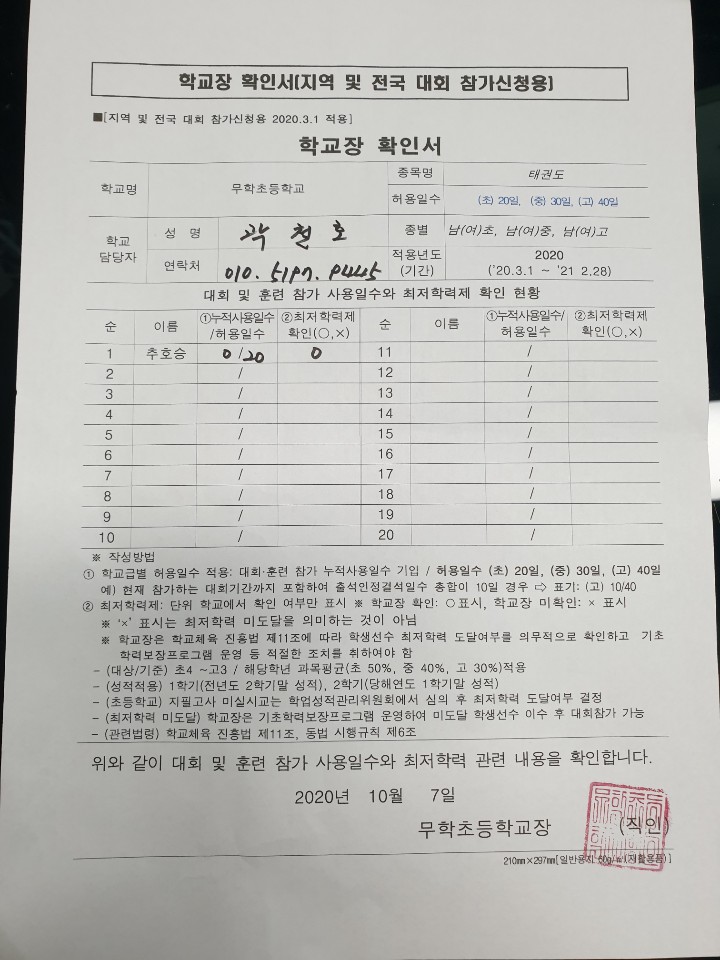 학교장 확인서(지역 및 전국 대회 참가신청용)
■[지역 및 전국 대회 참가신청용 2020.3.1 적용]
학교장 확인서
학교명 무학초등학교 종목명 태권도
허용일수 (초) 20일, (중) 30일, (고) 40일
학교 담당자 성 명 곽철호 종별 남(여)초, 남(여)중, 남(여)고
연락처 010. 5197. 9445 적용년도 (기간) 2020 ('20.3.1 ~ '21 2.28)
대회 및 훈련 참가 사용일수와 최저학력제 확인 현황
순 이름 ①누적사용일수/허용일수 ②최저학력제 확인(○,×) 순 이름 ①누적사용일수/허용일수 ②최저학력제 확인(○,×)
1 추호승 0/20 0 11 /
2 / 12 /
3 / 13 /
4 / 14 /
5 / 15 /
6 / 16 /
7 / 17 /
8 / 18 /
9 / 19 /
10 / 20 /
※ 작성방법
① 학교급별 허용일수 적용: 대회·훈련 참가 누적사용일수 기입 / 허용일수 (초) 20일, (중) 30일, (고) 40일
예) 현재 참가하는 대회기간까지 포함하여 출석인정결석일수 총합이 10일 경우 ⇨ 표기: (고) 10/40
② 최저학력제: 단위 학교에서 확인 여부만 표시 ※ 학교장 확인: ○표시, 학교장 미확인: × 표시
※ '×' 표시는 최저학력 미도달을 의미하는 것이 아님
※ 학교장은 학교체육 진흥법 제11조에 따라 학생선수 최저학력 도달여부를 의무적으로 확인하고 기초
학력보장프로그램 운영 등 적절한 조치를 취하여야 함
- (대상/기준) 초4 ~고3 / 해당학년 과목평균(초 50%, 중 40%, 고 30%)적용
- (성적적용) 1학기(전년도 2학기말 성적), 2학기(당해연도 1학기말 성적)
- (초등학교) 지필고사 미실시교는 학업성적관리위원회에서 심의 후 최저학력 도달여부 결정
- (최저학력 미도달) 학교장은 기초학력보장프로그램 운영하여 미도달 학생선수 이수 후 대회참가 가능
- (관련법령) 학교체육 진흥법 제11조, 동법 시행규칙 제6조
위와 같이 대회 및 훈련 참가 사용일수와 최저학력 관련 내용을 확인합니다.
2020년 10월 7일
무학초등학교장 (직인)
210㎜×297㎜[일반용지 60g/㎡(재활용품)]